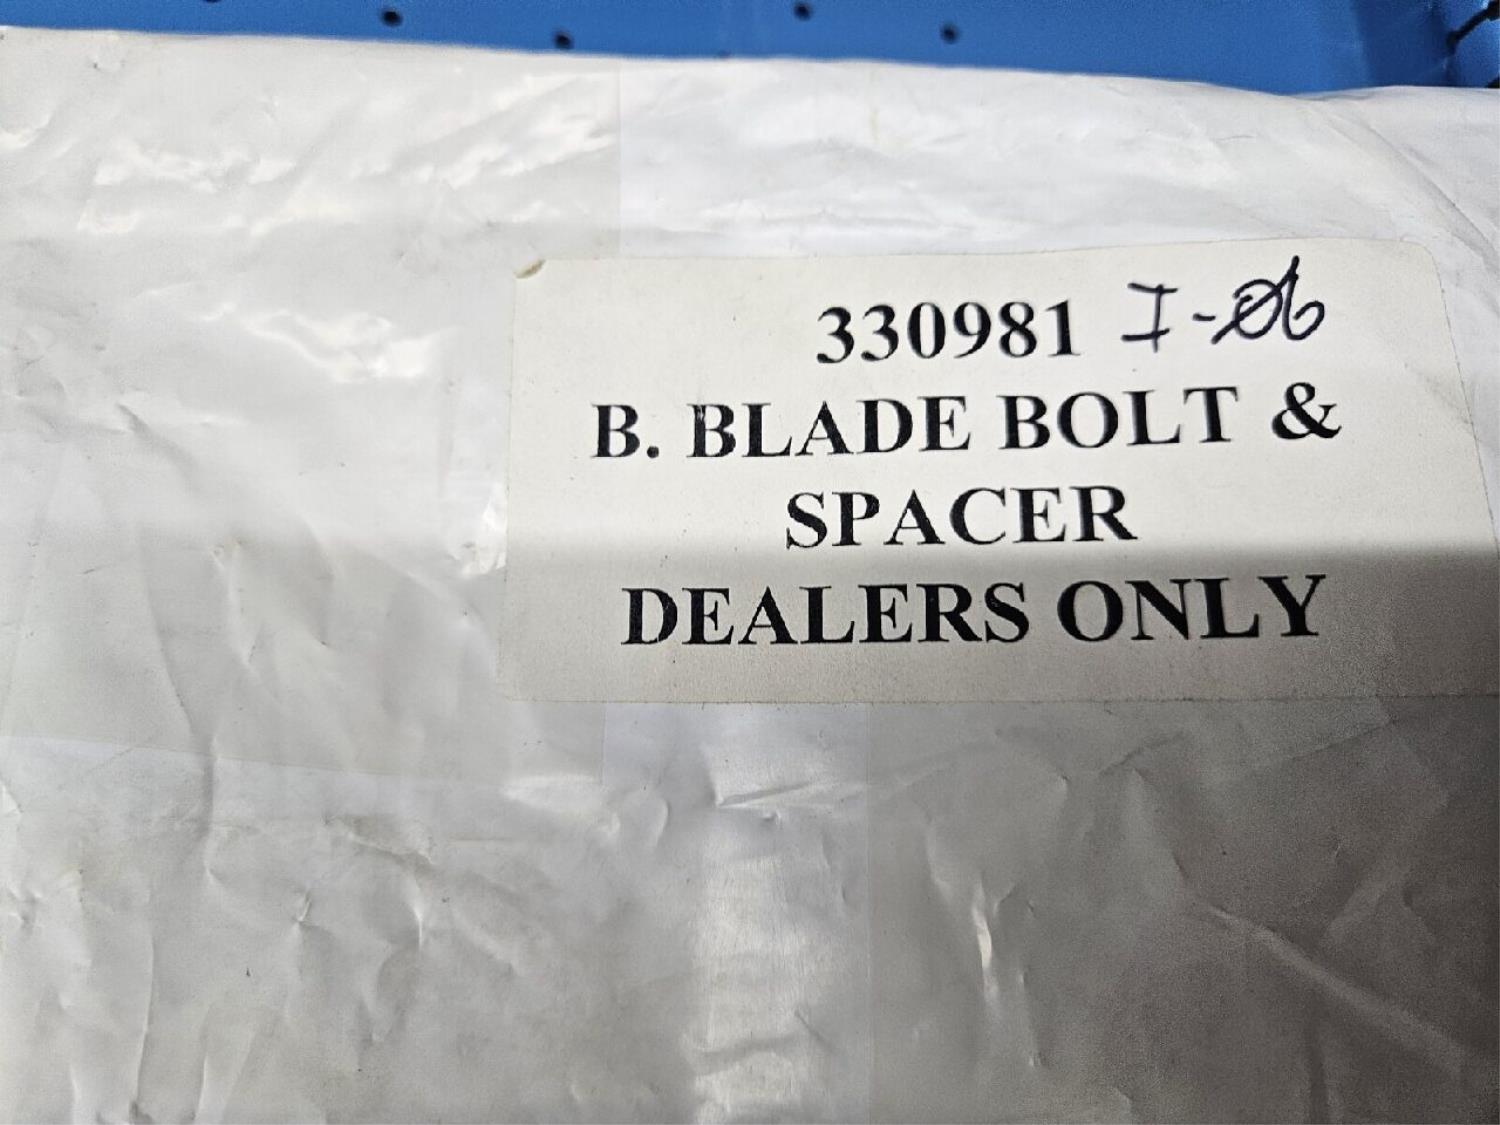 330981 I-06
B. BLADE BOLT &
SPACER
DEALERS ONLY